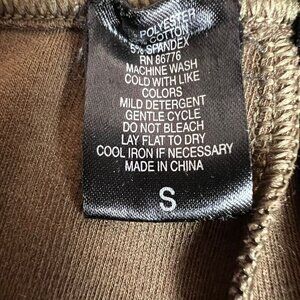 POLYESTER
COTTON
5% SPANDEX
RN 86776
MACHINE WASH
COLD WITH LIKE
COLORS
MILD DETERGENT
GENTLE CYCLE
DO NOT BLEACH
LAY FLAT TO DRY
COOL IRON IF NECESSARY
MADE IN CHINA
S